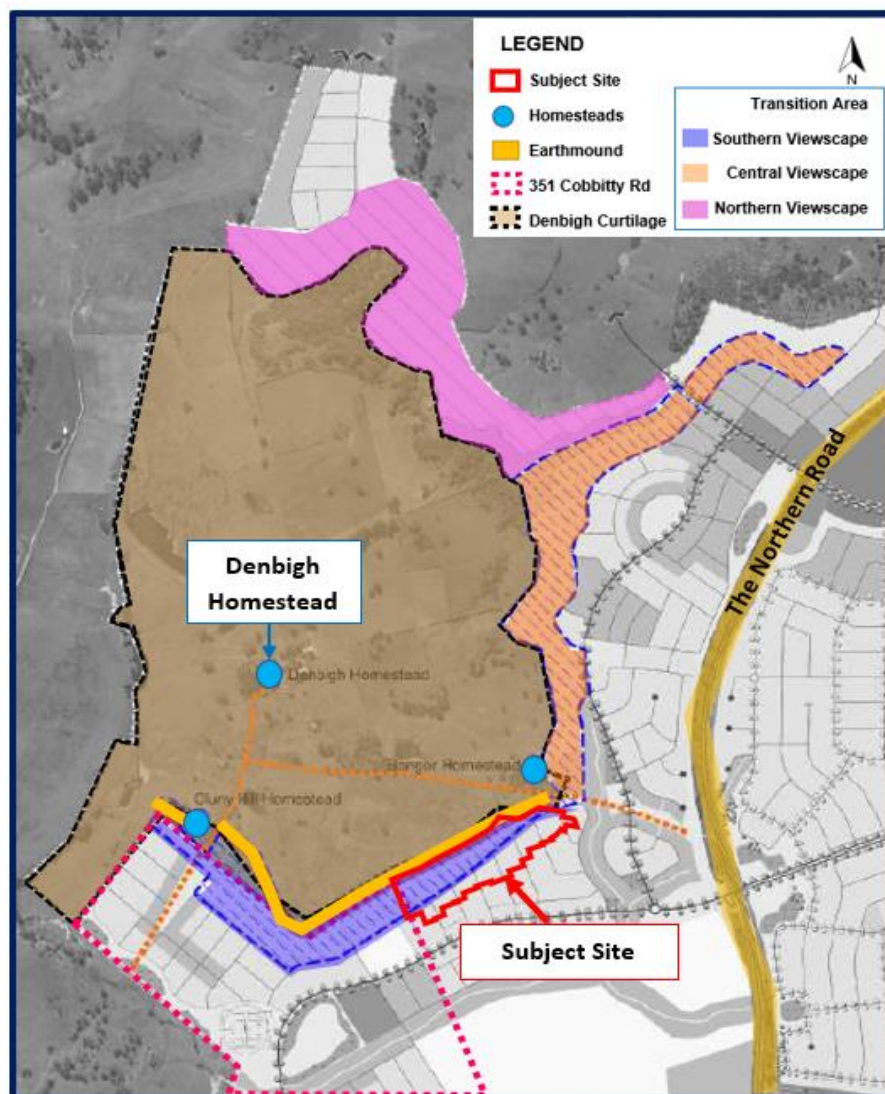 LEGEND
Subject Site
Homesteads
Earthmound
351 Cobbitty Rd
Denbigh Curtilage
N
Transition Area
Southern Viewscape
Central Viewscape
Northern Viewscape
The Northern Road
Denbigh
Homestead
Denbigh Homestead
Bangor Homestead
Cluny Hill Homestead
Subject Site